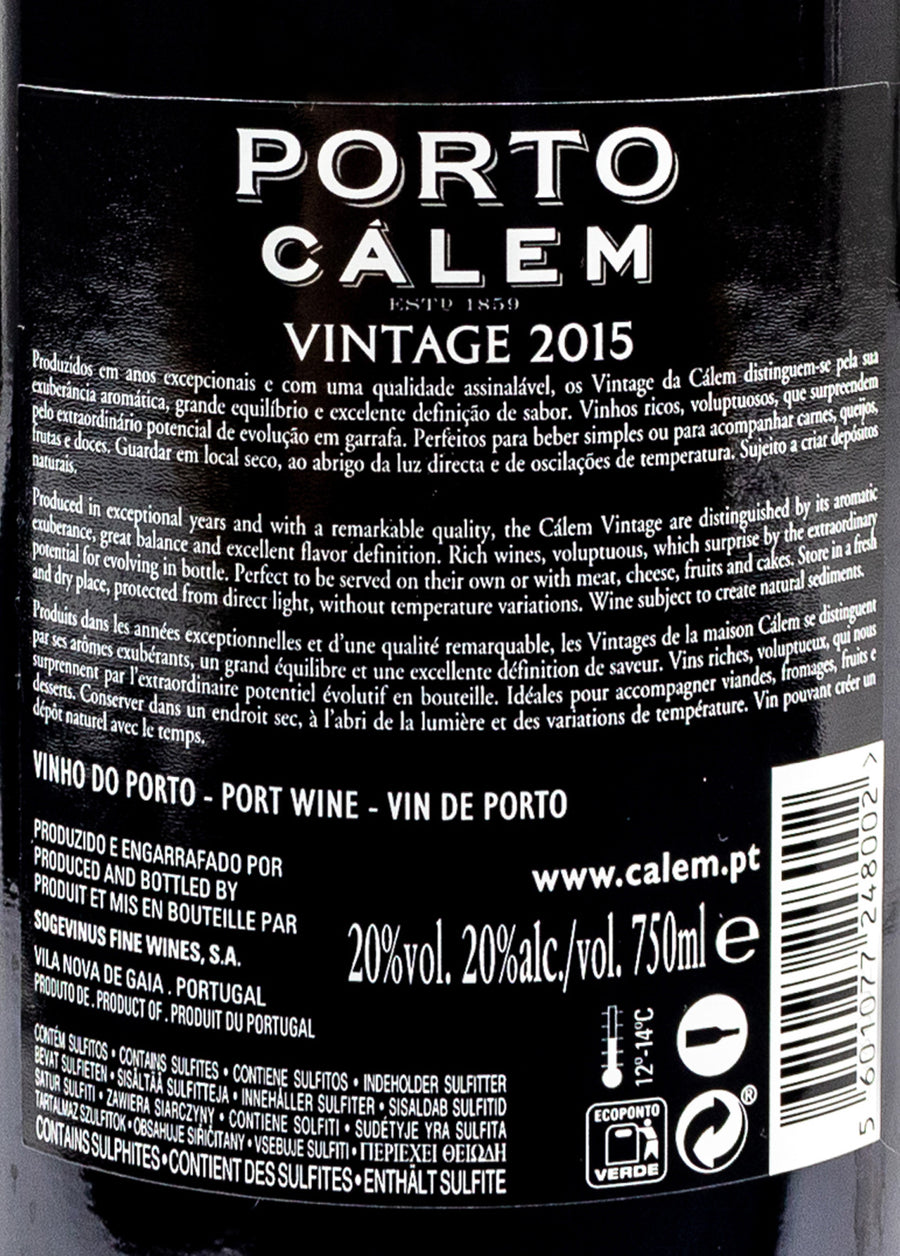 PORTO
CÁLEM
ESTD 1859
VINTAGE 2015
Produzidos em anos excepcionais e com uma qualidade assinalável, os Vintage da Cálem distinguem-se pela sua
exuberância aromática, grande equilíbrio e excelente definição de sabor. Vinhos ricos, voluptuosos, que surpreendem
pelo extraordinário potencial de evolução em garrafa. Perfeitos para beber simples ou para acompanhar carnes, queijos,
frutas e doces. Guardar em local seco, ao abrigo da luz directa e de oscilações de temperatura. Sujeito a criar depósitos
naturais.
Produced in exceptional years and with a remarkable quality, the Cálem Vintage are distinguished by its aromatic
exuberance, great balance and excellent flavor definition. Rich wines, voluptuous, which surprise by the extraordinary
potential for evolving in bottle. Perfect to be served on their own or with meat, cheese, fruits and cakes. Store in a fresh
and dry place, protected from direct light, without temperature variations. Wine subject to create natural sediments.
Produits dans les années exceptionnelles et d'une qualité remarquable, les Vintages de la maison Cálem se distinguent
par ses arômes exubérants, un grand équilibre et une excellente définition de saveur. Vins riches, voluptueux, qui nous
surprennent par l'extraordinaire potentiel évolutif en bouteille. Idéales pour accompagner viandes, fromages, fruits e
desserts. Conserver dans un endroit sec, à l'abri de la lumière et des variations de température. Vin pouvant créer un
dépôt naturel avec le temps.
VINHO DO PORTO - PORT WINE - VIN DE PORTO
PRODUZIDO E ENGARRAFADO POR
PRODUCED AND BOTTLED BY
PRODUIT ET MIS EN BOUTEILLE PAR
SOGEVINUS FINE WINES, S.A.
VILA NOVA DE GAIA . PORTUGAL
PRODUTO DE . PRODUCT OF . PRODUIT DU PORTUGAL
www.calem.pt
20%vol. 20%alc./vol. 750ml e
CONTÉM SULFITOS • CONTAINS SULFITES • CONTIENE SULFITOS • INDEHOLDER SULFITTER
BEVAT SULFIETEN • SISÄLTÄÄ SULFITTEJA • INNEHÅLLER SULFITER • SISALDAB SULFITID
SATUR SULFITI • ZAWIERA SIARCZYNY • CONTIENE SOLFITI • SUDĖTYJE YRA SULFITA
TARTALMAZ SZULFITOK • OBSAHUJE SIŘIČITANY • VSEBUJE SULFITI • ΠΕΡΙΕΧΕΙ ΘΕΙΩΔΗ
CONTAINS SULPHITES • CONTIENT DES SULFITES • ENTHÄLT SULFITE
12º-14ºC
ECOPONTO
VERDE
®
5 601077 248002 >